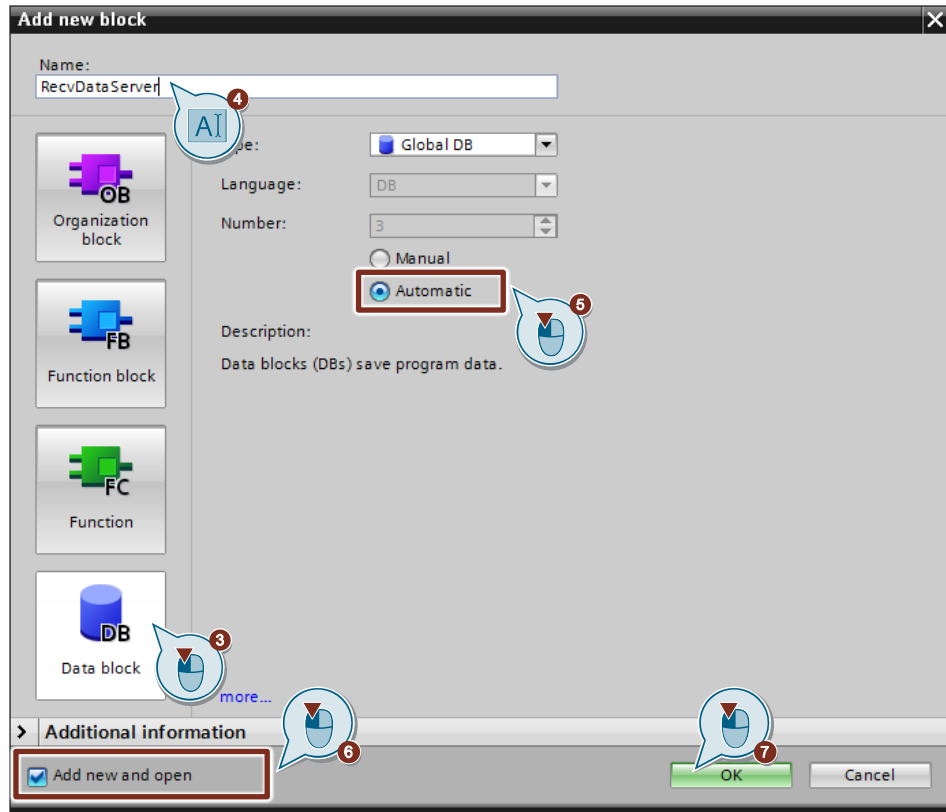 Add new block
Name:
RecvDataServer
4
AI
Type:
Global DB
Language:
DB
Number:
3
Manual
Automatic
5
Description:
Data blocks (DBs) save program data.
OB
Organization
block
FB
Function block
FC
Function
DB
Data block
3
more...
Additional information
6
Add new and open
7
OK
Cancel